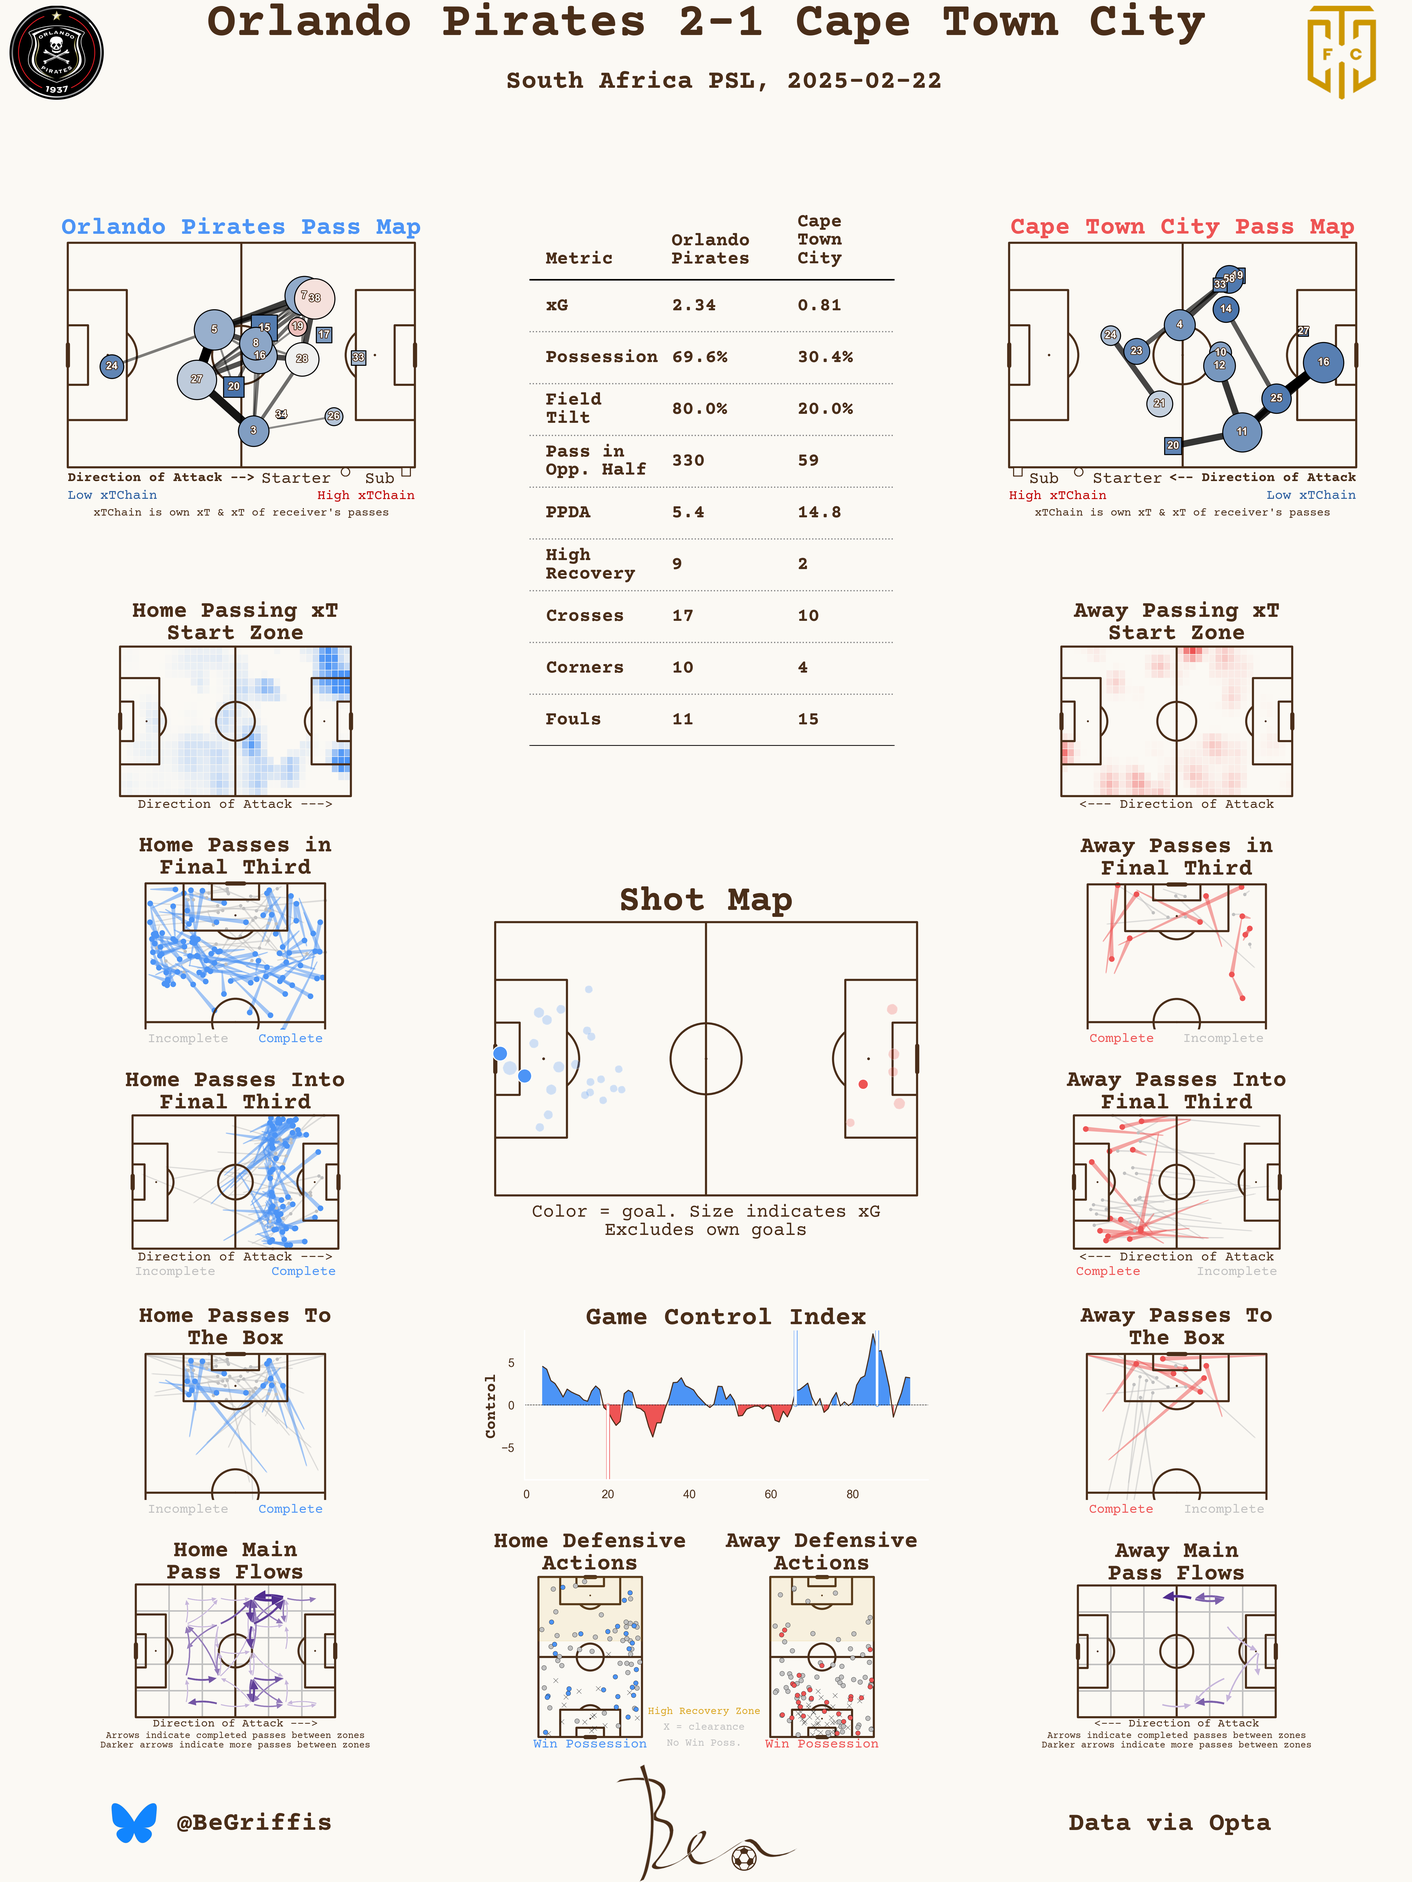 Orlando Pirates 2-1 Cape Town City
South Africa PSL, 2025-02-22
ORLANDO
PIRATES
1937
F C
Orlando Pirates Pass Map
24
5
27
7
38
15
19
17
8
16
28
33
20
34
26
3
Direction of Attack --> Starter Sub
Low xTChain High xTChain
xTChain is own xT & xT of receiver's passes
Metric Orlando Pirates Cape Town City
xG 2.34 0.81
Possession 69.6% 30.4%
Field Tilt 80.0% 20.0%
Pass in Opp. Half 330 59
PPDA 5.4 14.8
High Recovery 9 2
Crosses 17 10
Corners 10 4
Fouls 11 15
Cape Town City Pass Map
58
19
33
14
4
24
23
10
12
27
16
21
25
11
20
Sub Starter <-- Direction of Attack
High xTChain Low xTChain
xTChain is own xT & xT of receiver's passes
Home Passing xT
Start Zone
Direction of Attack --->
Away Passing xT
Start Zone
<--- Direction of Attack
Home Passes in
Final Third
Incomplete Complete
Away Passes in
Final Third
Complete Incomplete
Shot Map
Color = goal. Size indicates xG
Excludes own goals
Home Passes Into
Final Third
Direction of Attack --->
Incomplete Complete
Away Passes Into
Final Third
<--- Direction of Attack
Complete Incomplete
Home Passes To
The Box
Incomplete Complete
Game Control Index
Control
5
0
−5
0 20 40 60 80
Away Passes To
The Box
Complete Incomplete
Home Main
Pass Flows
Direction of Attack --->
Arrows indicate completed passes between zones
Darker arrows indicate more passes between zones
Home Defensive
Actions
Win Possession
High Recovery Zone
X = clearance
No Win Poss.
Away Defensive
Actions
Win Possession
Away Main
Pass Flows
<--- Direction of Attack
Arrows indicate completed passes between zones
Darker arrows indicate more passes between zones
@BeGriffis
Ben
Data via Opta